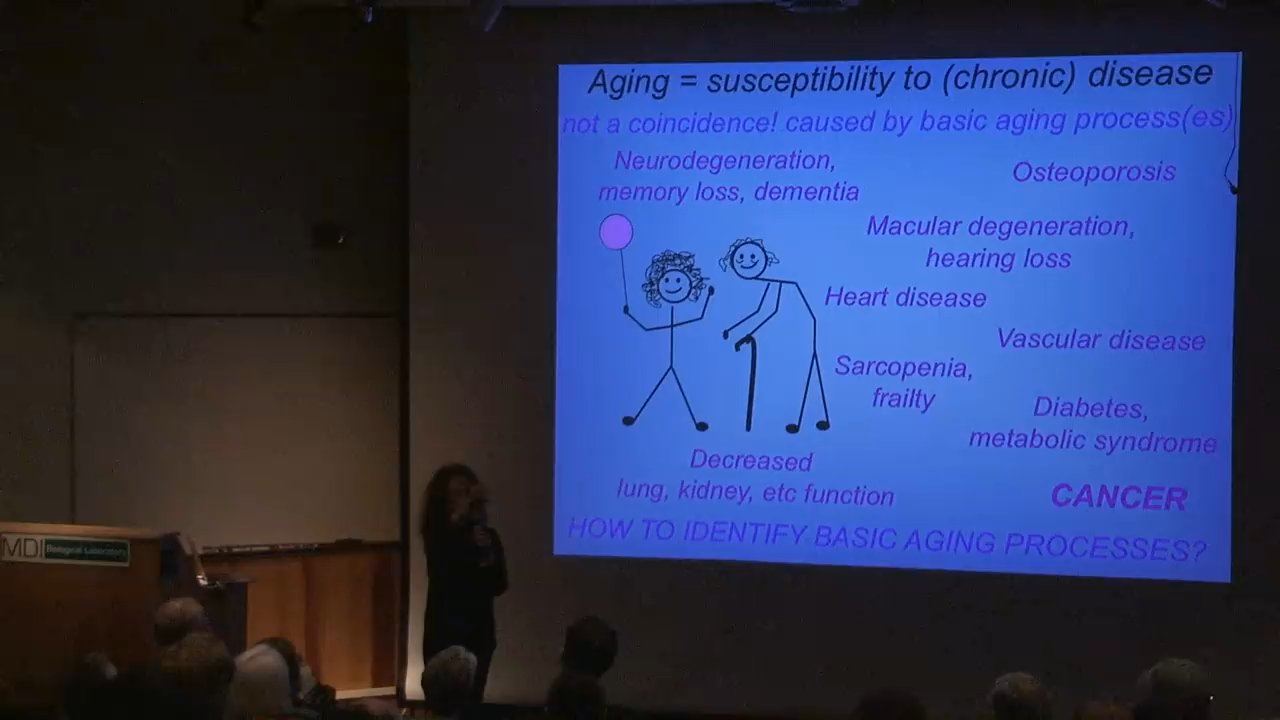 Aging = susceptibility to (chronic) disease
not a coincidence! caused by basic aging process(es)
Neurodegeneration,
memory loss, dementia
Osteoporosis
Macular degeneration,
hearing loss
Heart disease
Vascular disease
Sarcopenia,
frailty
Diabetes,
metabolic syndrome
Decreased
lung, kidney, etc function
CANCER
HOW TO IDENTIFY BASIC AGING PROCESSES?
MDI Biological Laboratory